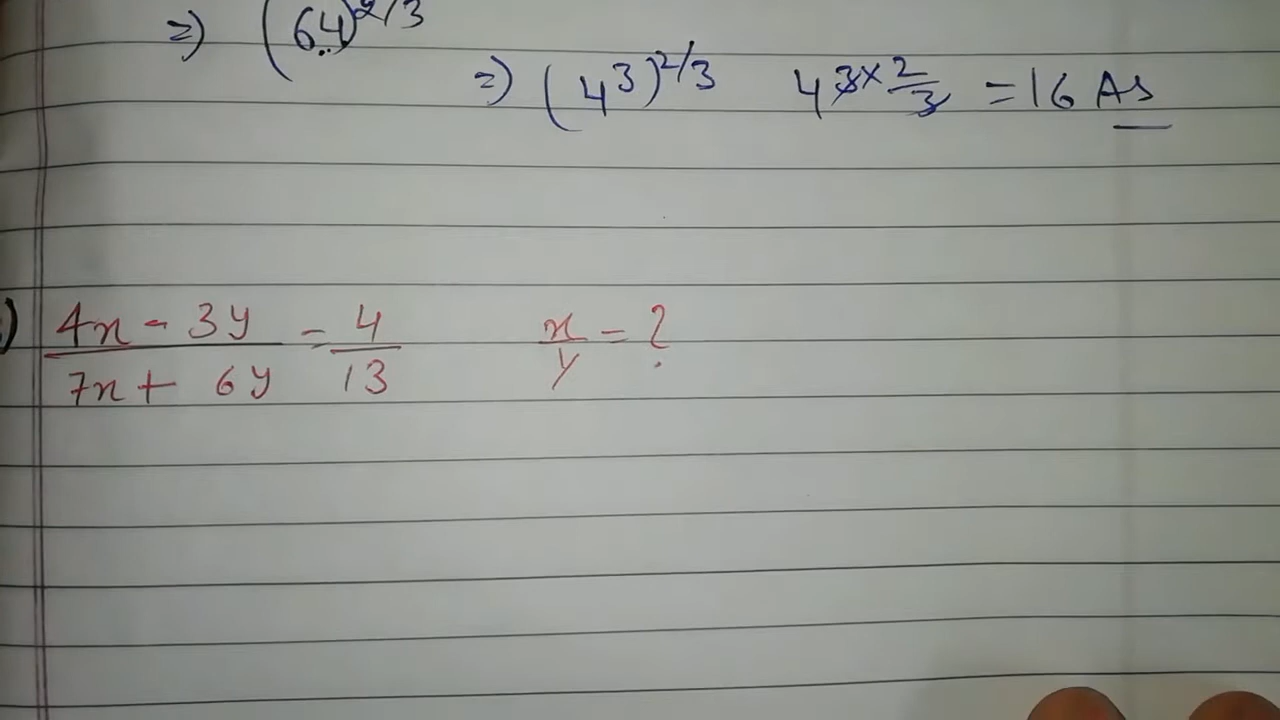 =) (64)^2/3
=) (4^3)^2/3 4^3×2/3 = 16 As
) 4x - 3y / 7x + 6y = 4/13 x/y = ?